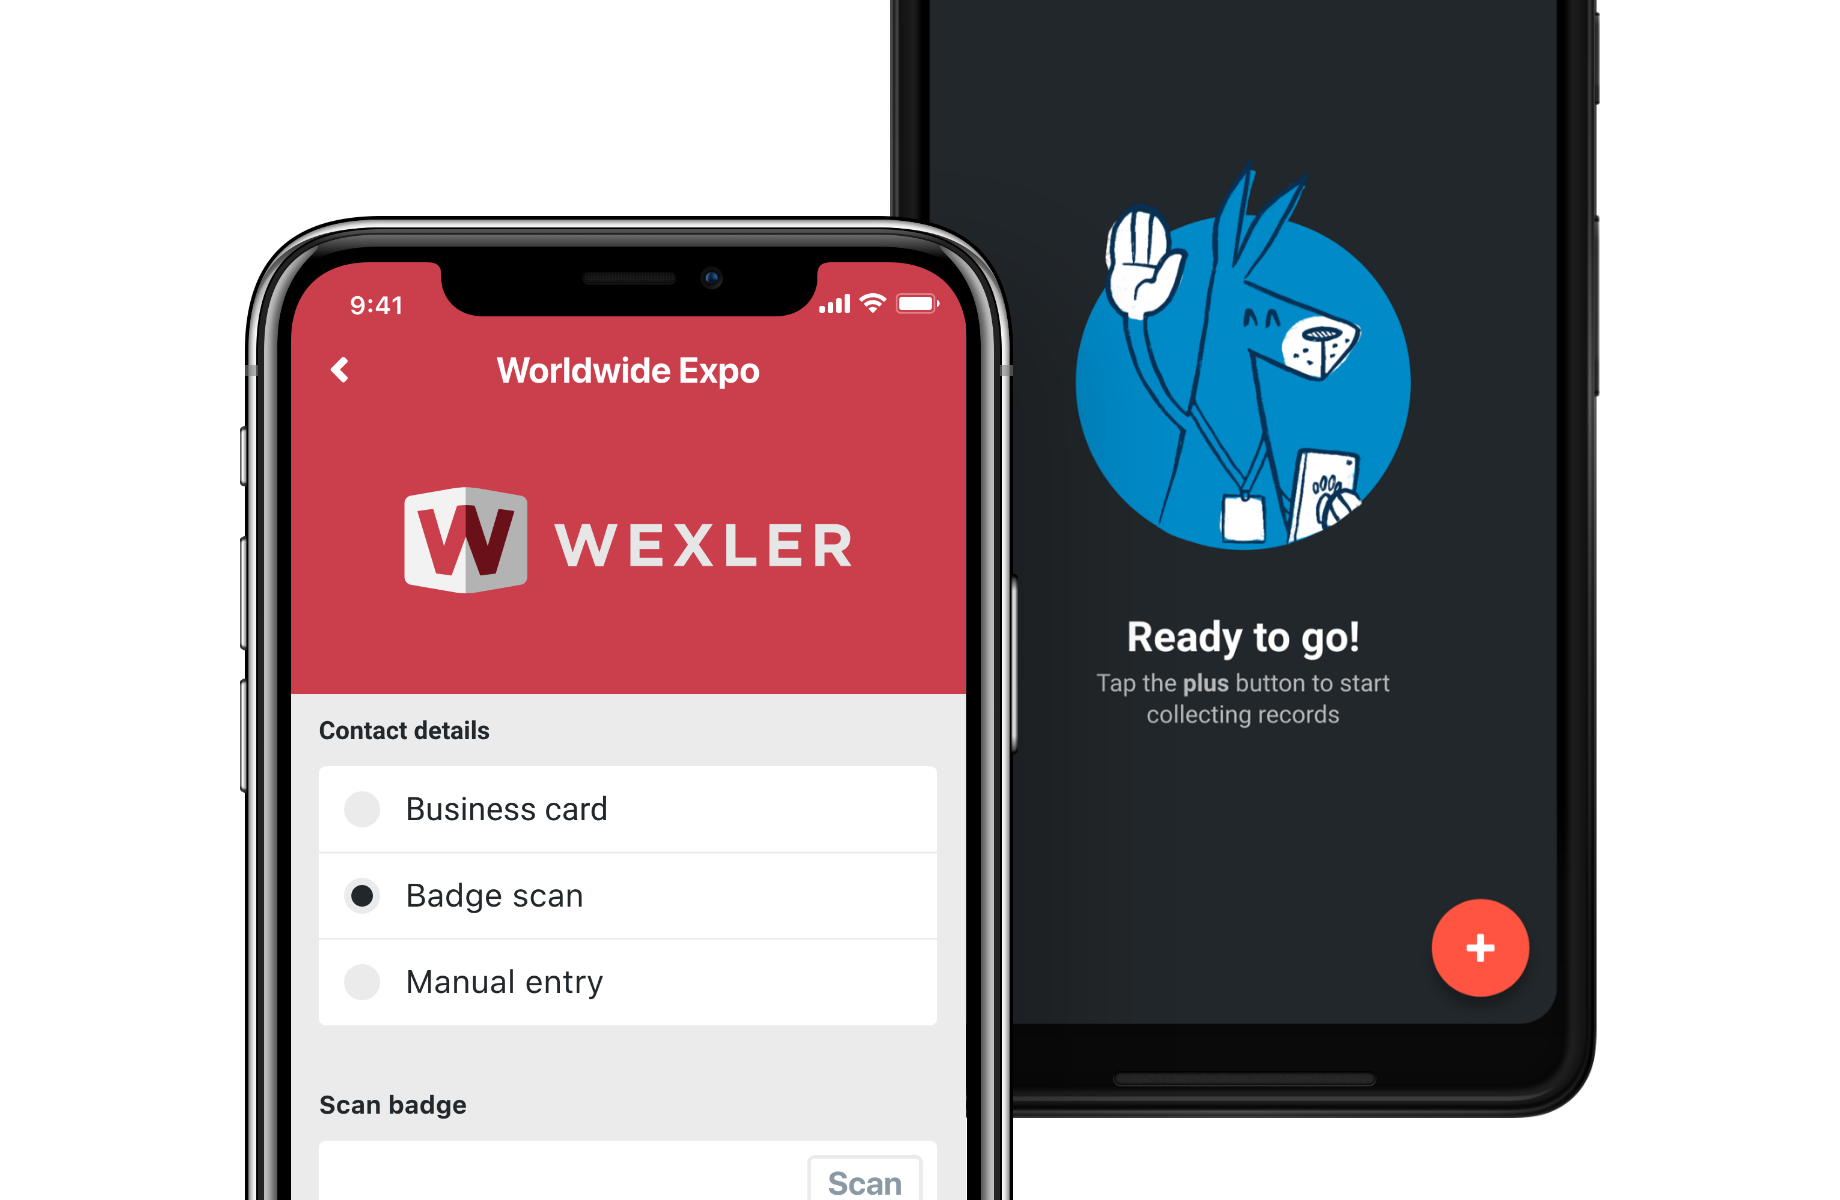 9:41
Worldwide Expo
W WEXLER
Contact details
Business card
Badge scan
Manual entry
Scan badge
Scan
Ready to go!
Tap the plus button to start
collecting records